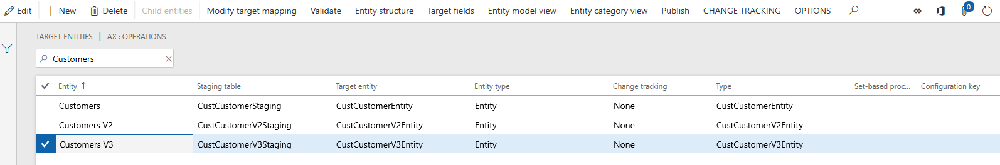 Edit New Delete Child entities Modify target mapping Validate Entity structure Target fields Entity model view Entity category view Publish CHANGE TRACKING OPTIONS 0
TARGET ENTITIES | AX : OPERATIONS
Customers
Entity Staging table Target entity Entity type Change tracking Type Set-based proc... Configuration key
Customers CustCustomerStaging CustCustomerEntity Entity None CustCustomerEntity
Customers V2 CustCustomerV2Staging CustCustomerV2Entity Entity None CustCustomerV2Entity
Customers V3 CustCustomerV3Staging CustCustomerV3Entity Entity None CustCustomerV3Entity